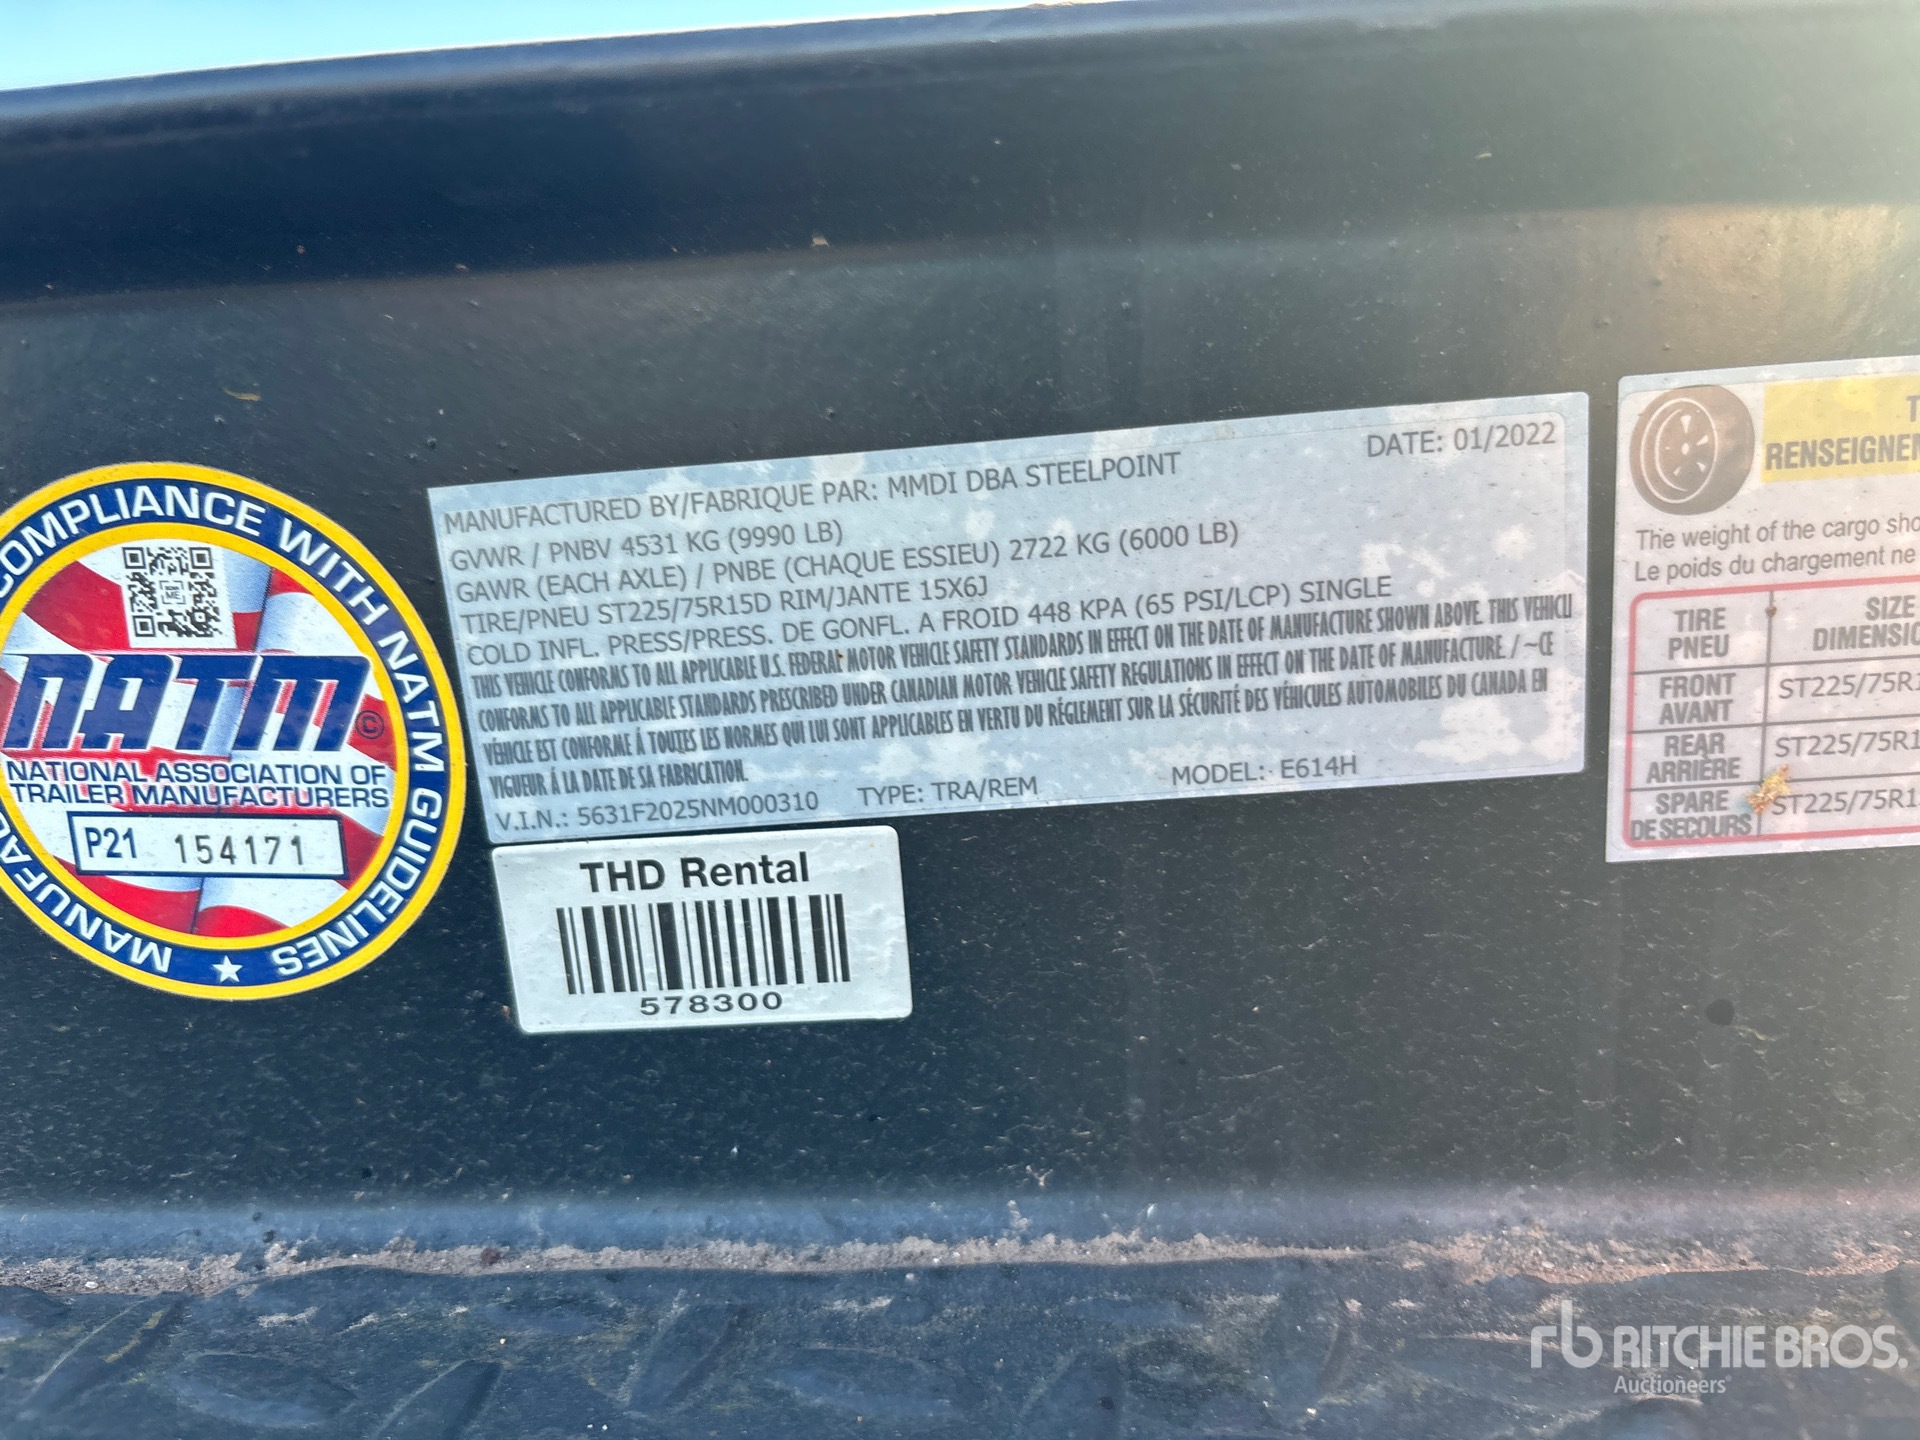 MANUFACTURED BY/FABRIQUE PAR: MMDI DBA STEELPOINT DATE: 01/2022
GVWR / PNBV 4531 KG (9990 LB)
GAWR (EACH AXLE) / PNBE (CHAQUE ESSIEU) 2722 KG (6000 LB)
TIRE/PNEU ST225/75R15D RIM/JANTE 15X6J
COLD INFL. PRESS/PRESS. DE GONFL. A FROID 448 KPA (65 PSI/LCP) SINGLE
THIS VEHICLE CONFORMS TO ALL APPLICABLE U.S. FEDERAL MOTOR VEHICLE SAFETY STANDARDS IN EFFECT ON THE DATE OF MANUFACTURE SHOWN ABOVE. THIS VEHICLI
CONFORMS TO ALL APPLICABLE STANDARDS PRESCRIBED UNDER CANADIAN MOTOR VEHICLE SAFETY REGULATIONS IN EFFECT ON THE DATE OF MANUFACTURE. / ~CE
VÉHICLE EST CONFORME Á TOUTES LES NORMES QUI LUI SONT APPLICABLES EN VERTU DU RÉGLEMENT SUR LA SÉCURITÉ DES VÉHICULES AUTOMOBILES DU CANADA EN
VIGUEUR Á LA DATE DE SA FABRICATION.
V.I.N.: 5631F2025NM000310 TYPE: TRA/REM MODEL: E614H
COMPLIANCE WITH NATM GUIDELINES
MANUFAC
NATM ©
NATIONAL ASSOCIATION OF
TRAILER MANUFACTURERS
P21 154171
THD Rental
578300
RENSEIGNE
The weight of the cargo sho
Le poids du chargement ne
TIRE SIZE
PNEU DIMENSIO
FRONT ST225/75R1
AVANT
REAR ST225/75R1
ARRIÈRE
SPARE ST225/75R1
DE SECOURS
rb RITCHIE BROS.
Auctioneers